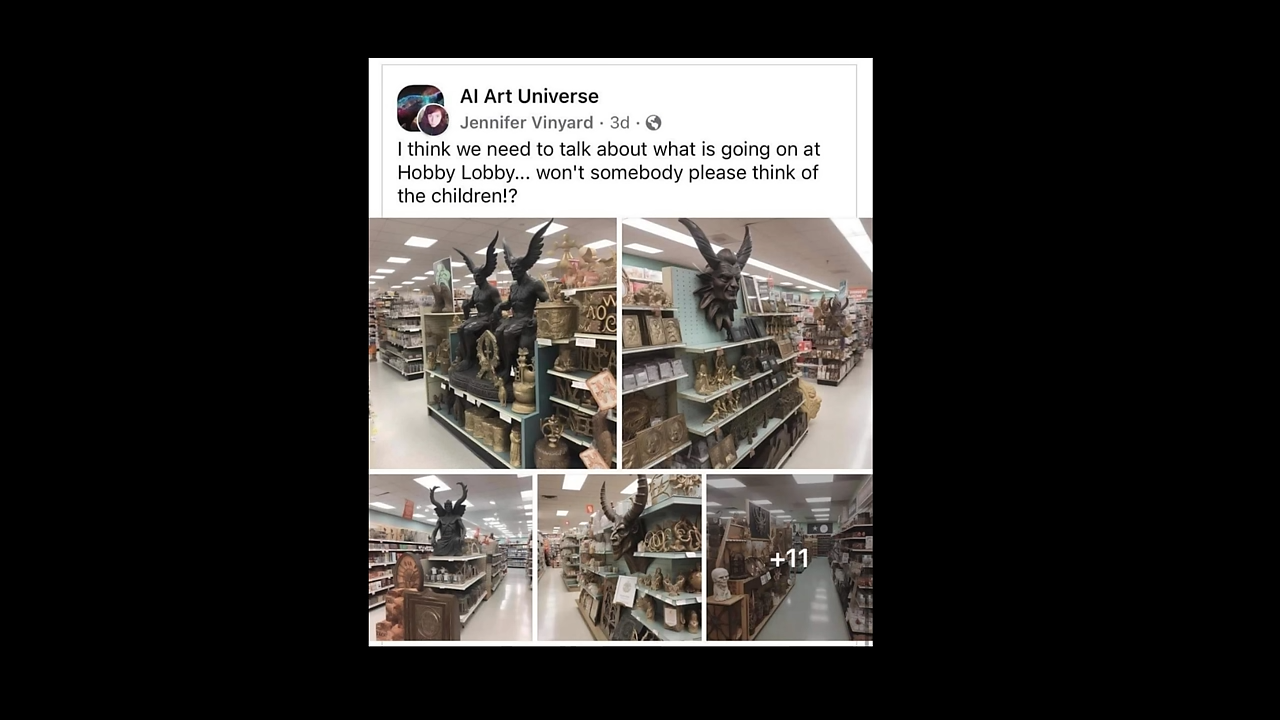 AI Art Universe
Jennifer Vinyard · 3d ·
I think we need to talk about what is going on at
Hobby Lobby... won't somebody please think of
the children!?
+11